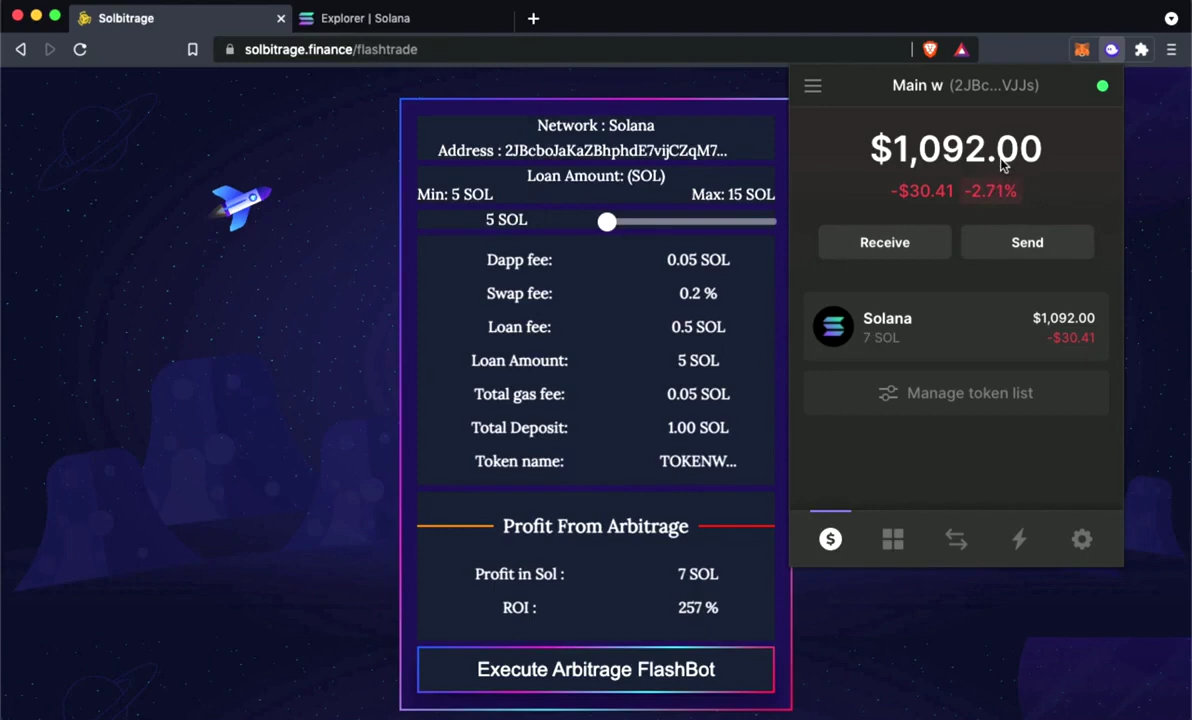 Solbitrage
Explorer | Solana
solbitrage.finance/flashtrade
Network : Solana
Address : 2JBcboJaKaZBhphdE7vijCZqM7...
Loan Amount: (SOL)
Min: 5 SOL Max: 15 SOL
5 SOL
Dapp fee: 0.05 SOL
Swap fee: 0.2 %
Loan fee: 0.5 SOL
Loan Amount: 5 SOL
Total gas fee: 0.05 SOL
Total Deposit: 1.00 SOL
Token name: TOKENW...
Profit From Arbitrage
Profit in Sol : 7 SOL
ROI : 257 %
Execute Arbitrage FlashBot
Main w (2JBc...VJJs)
$1,092.00
-$30.41 -2.71%
Receive Send
Solana $1,092.00
7 SOL -$30.41
Manage token list